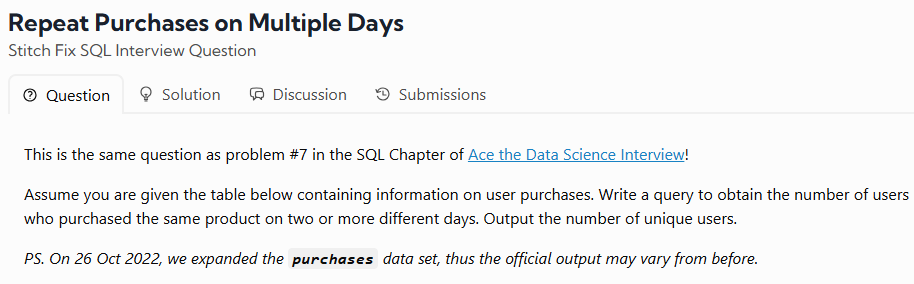 Repeat Purchases on Multiple Days
Stitch Fix SQL Interview Question
Question Solution Discussion Submissions
This is the same question as problem #7 in the SQL Chapter of Ace the Data Science Interview!
Assume you are given the table below containing information on user purchases. Write a query to obtain the number of users
who purchased the same product on two or more different days. Output the number of unique users.
PS. On 26 Oct 2022, we expanded the purchases data set, thus the official output may vary from before.